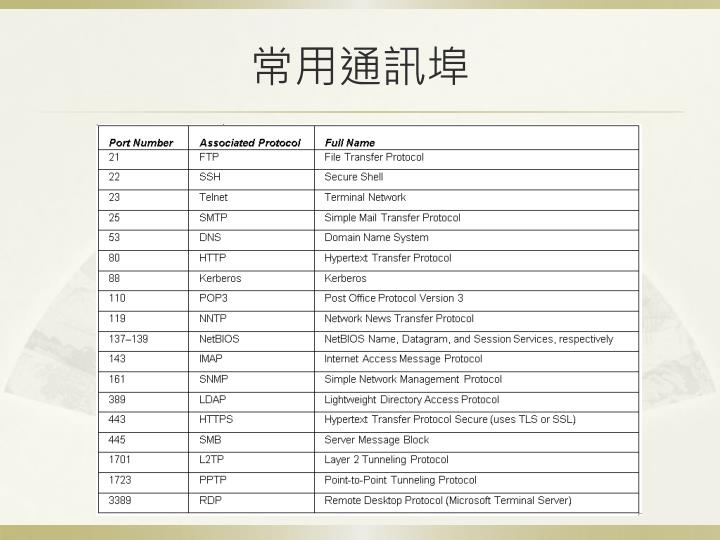 常用通訊埠
Port Number Associated Protocol Full Name
21 FTP File Transfer Protocol
22 SSH Secure Shell
23 Telnet Terminal Network
25 SMTP Simple Mail Transfer Protocol
53 DNS Domain Name System
80 HTTP Hypertext Transfer Protocol
88 Kerberos Kerberos
110 POP3 Post Office Protocol Version 3
119 NNTP Network News Transfer Protocol
137–139 NetBIOS NetBIOS Name, Datagram, and Session Services, respectively
143 IMAP Internet Access Message Protocol
161 SNMP Simple Network Management Protocol
389 LDAP Lightweight Directory Access Protocol
443 HTTPS Hypertext Transfer Protocol Secure (uses TLS or SSL)
445 SMB Server Message Block
1701 L2TP Layer 2 Tunneling Protocol
1723 PPTP Point-to-Point Tunneling Protocol
3389 RDP Remote Desktop Protocol (Microsoft Terminal Server)